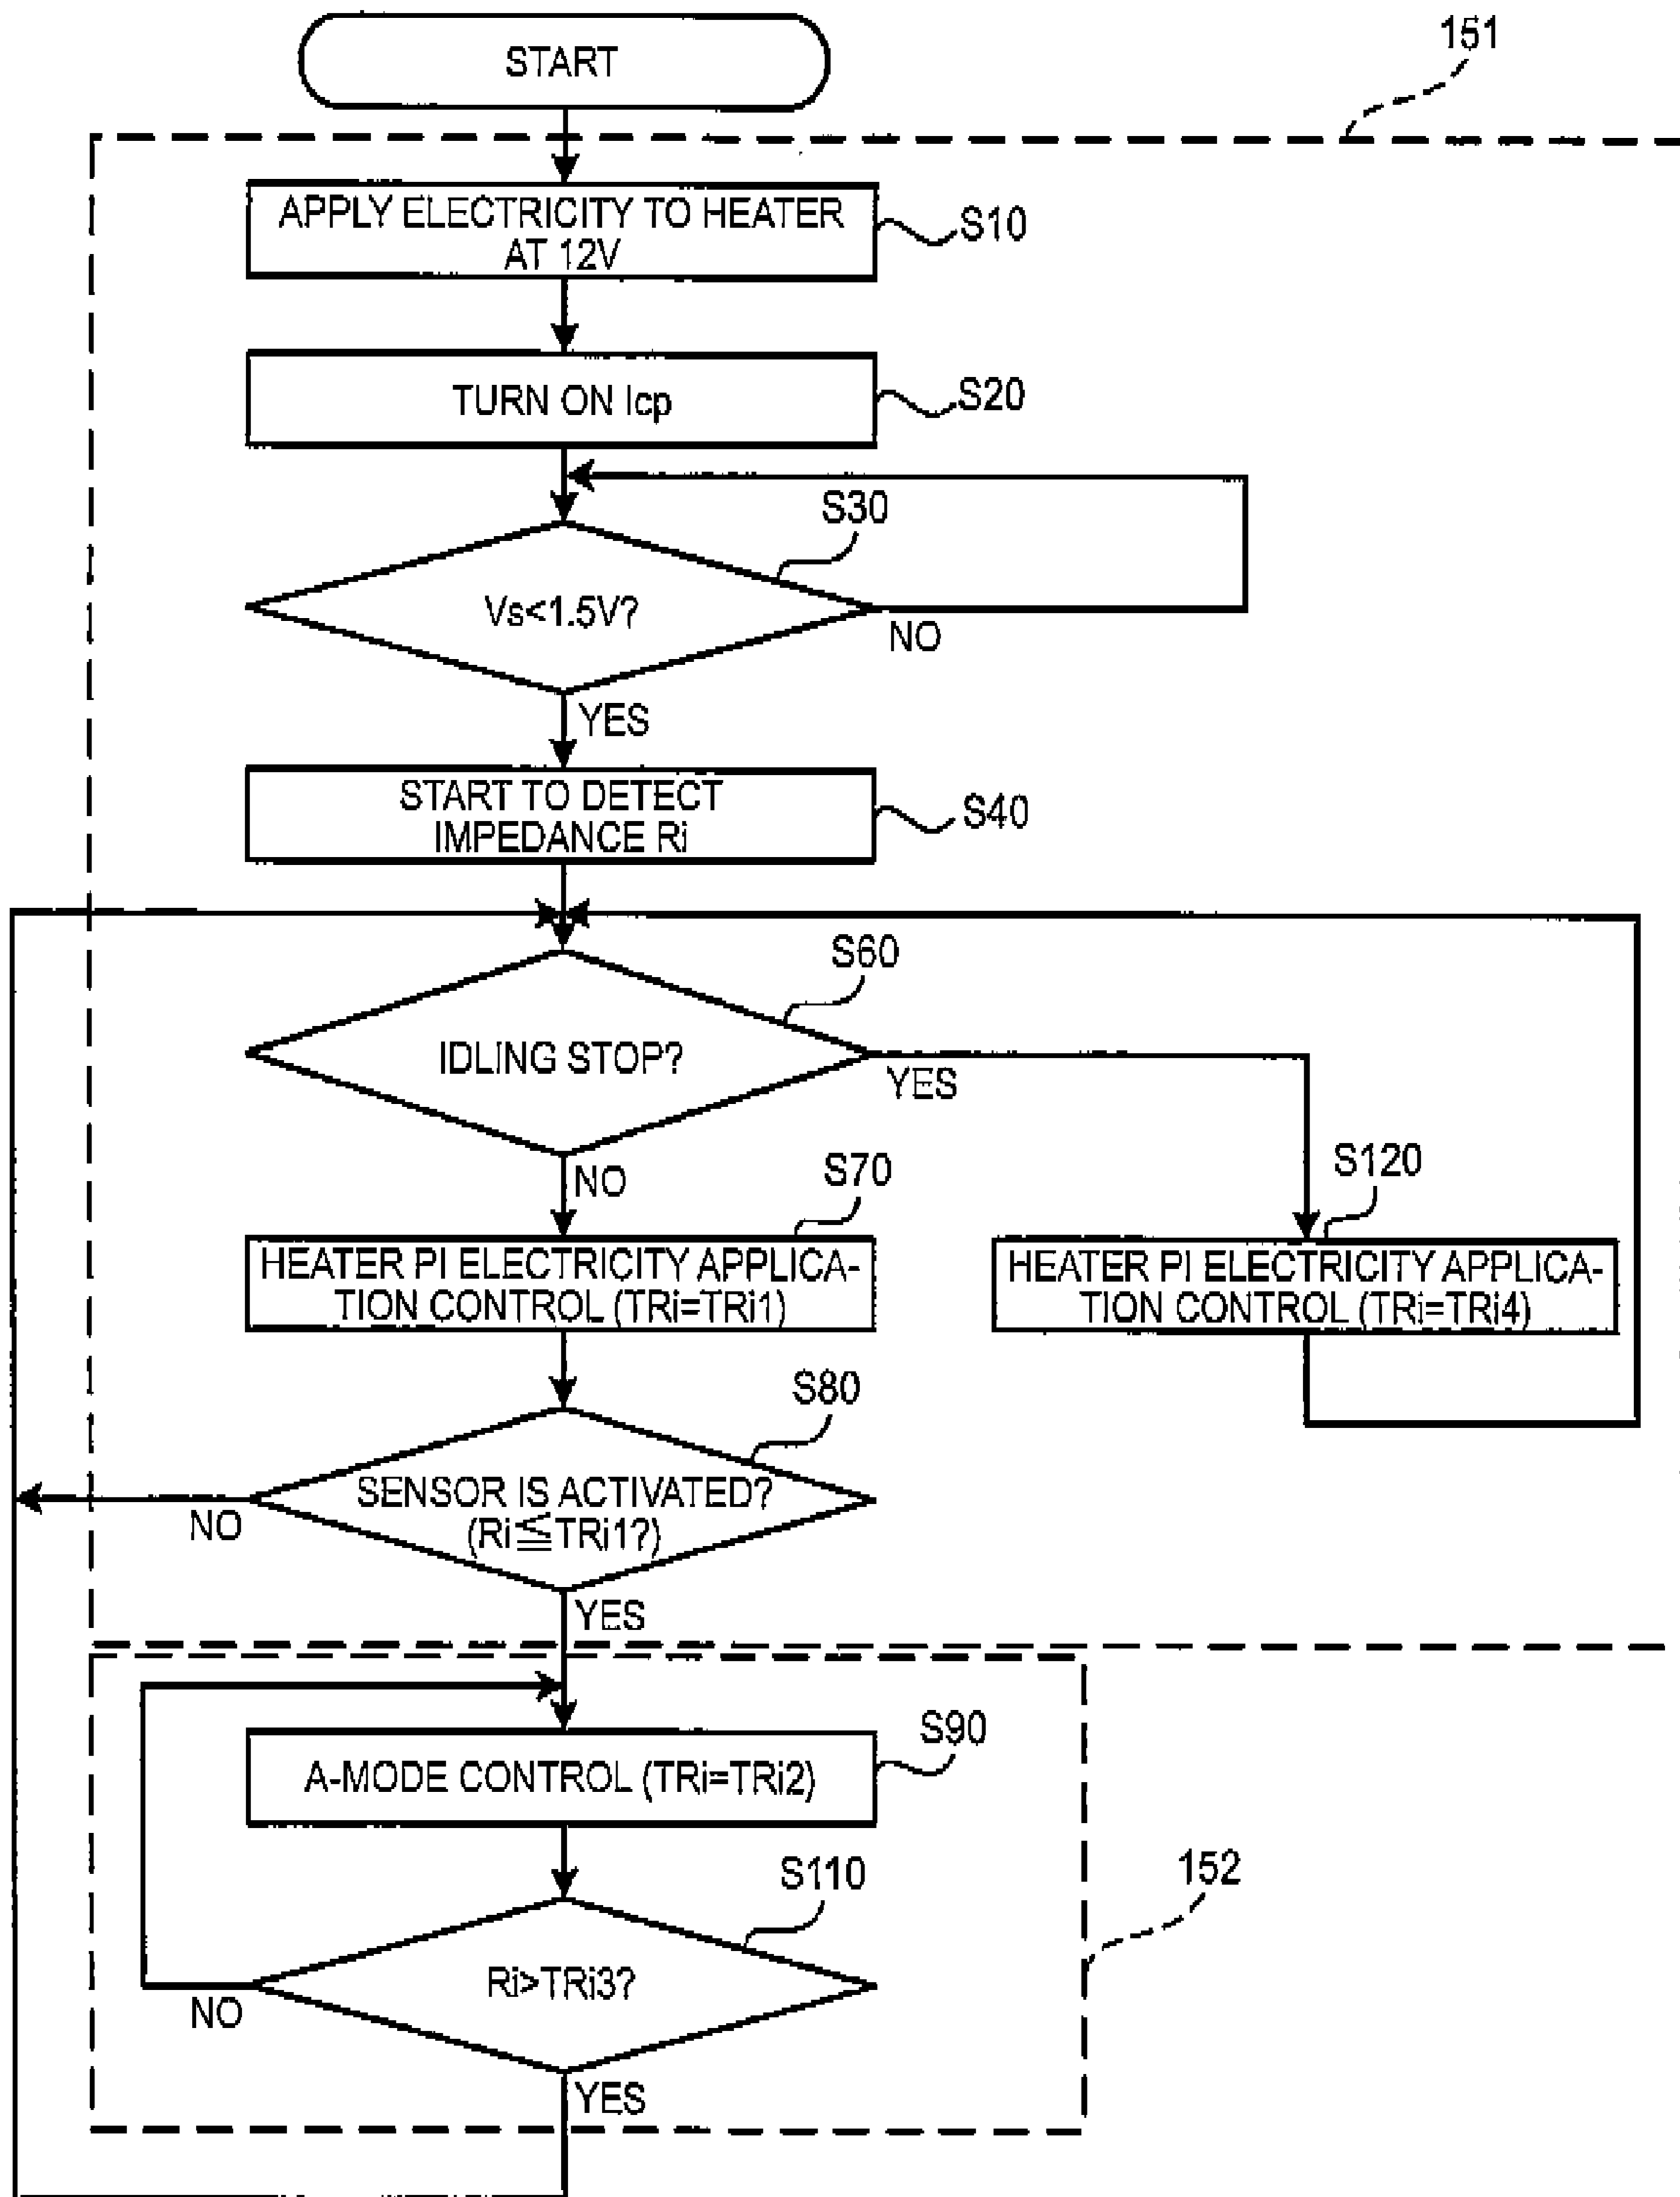 151
START
APPLY ELECTRICITY TO HEATER
AT 12V
S10
TURN ON Icp
S20
S30
Vs<1.5V?
NO
YES
START TO DETECT
IMPEDANCE Ri
S40
S60
IDLING STOP?
YES
NO
S70
S120
HEATER PI ELECTRICITY APPLICA-
TION CONTROL (TRi=TRi1)
HEATER PI ELECTRICITY APPLICA-
TION CONTROL (TRi=TRi4)
S80
SENSOR IS ACTIVATED?
(Ri≦TRi1?)
NO
YES
S90
A-MODE CONTROL (TRi=TRi2)
S110
152
Ri>TRi3?
NO
YES